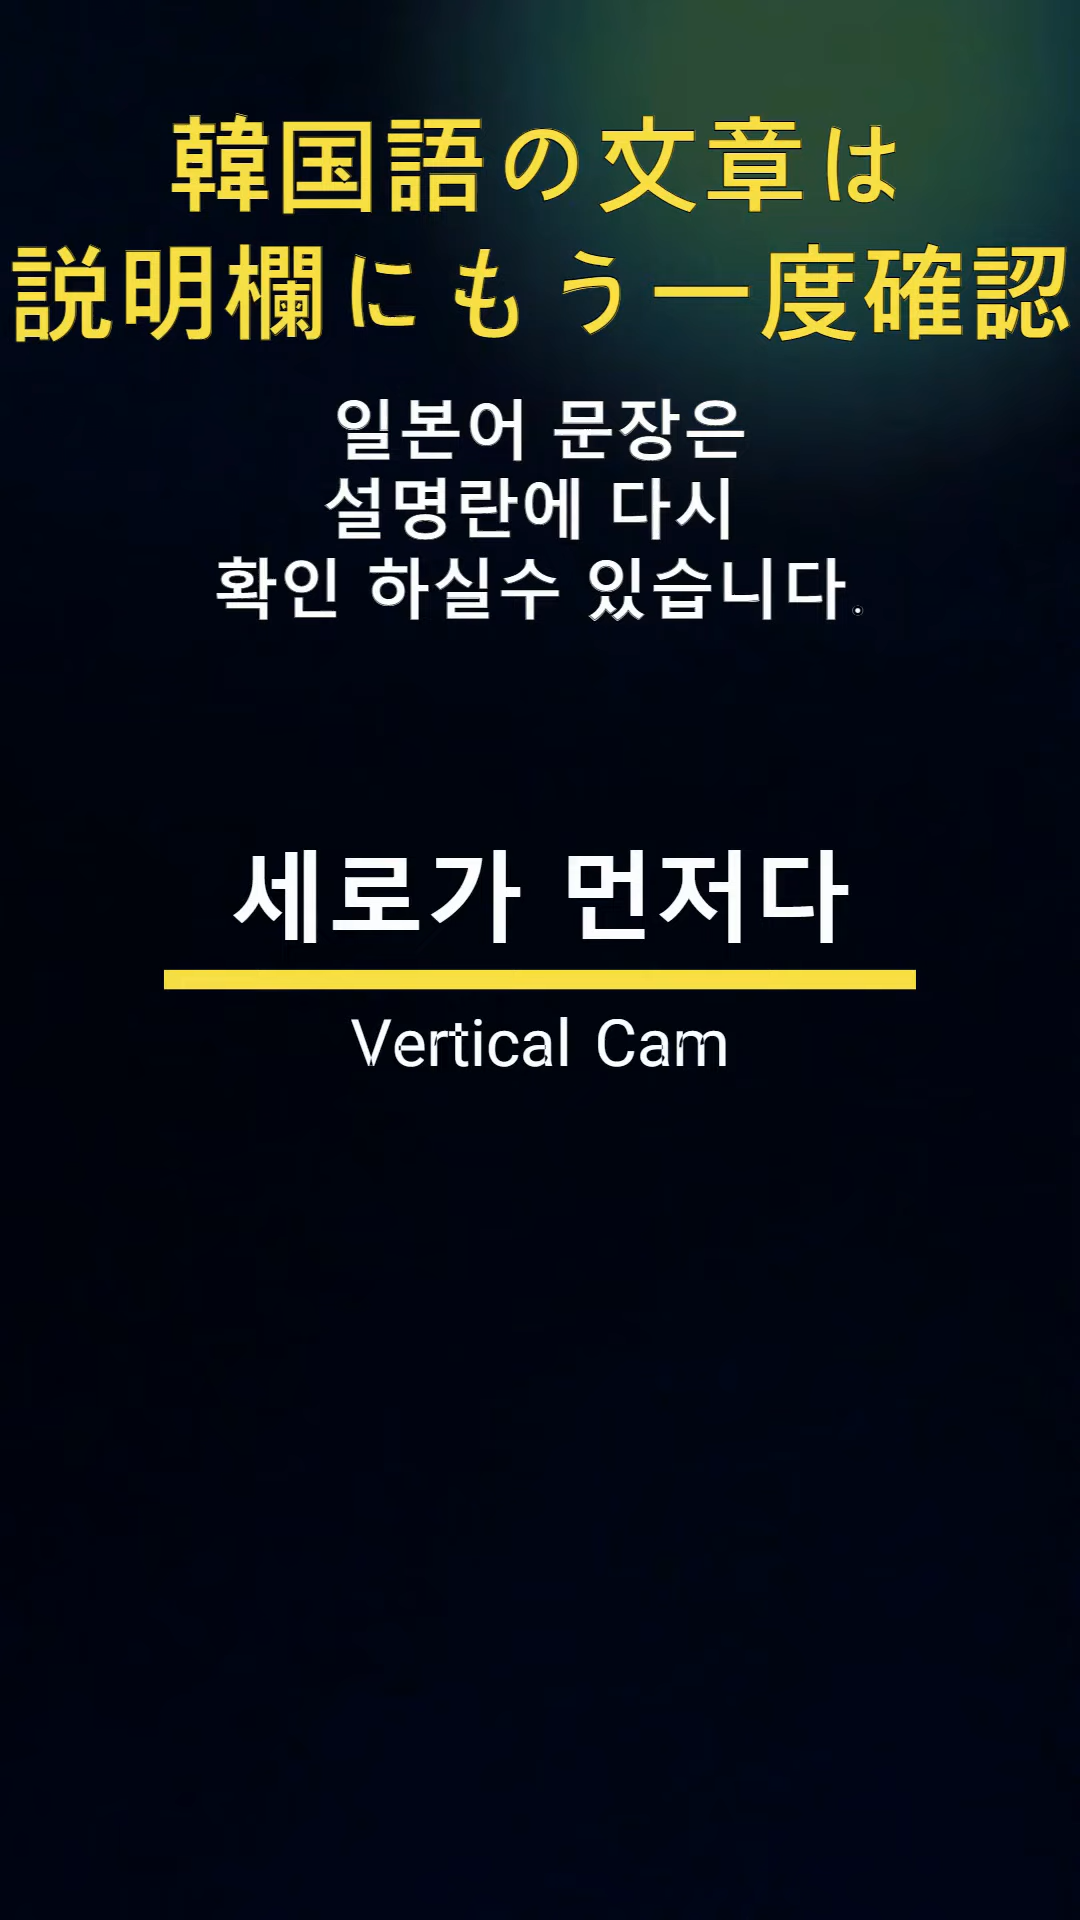 韓国語の文章は
説明欄にもう一度確認
일본어 문장은
설명란에 다시
확인 하실수 있습니다.
세로가 먼저다
Vertical Cam